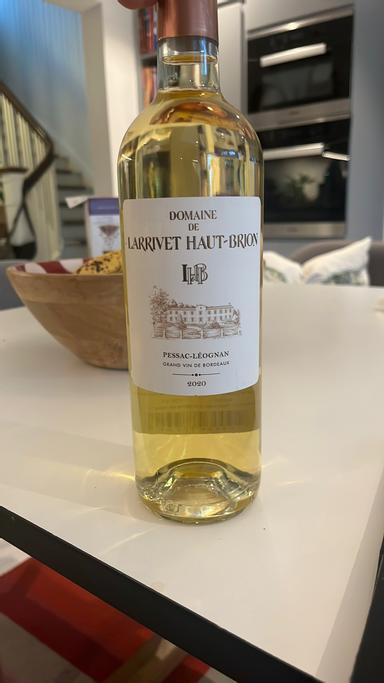 DOMAINE
DE
LARRIVET HAUT-BRION
LHB
PESSAC-LÉOGNAN
GRAND VIN DE BORDEAUX
2020